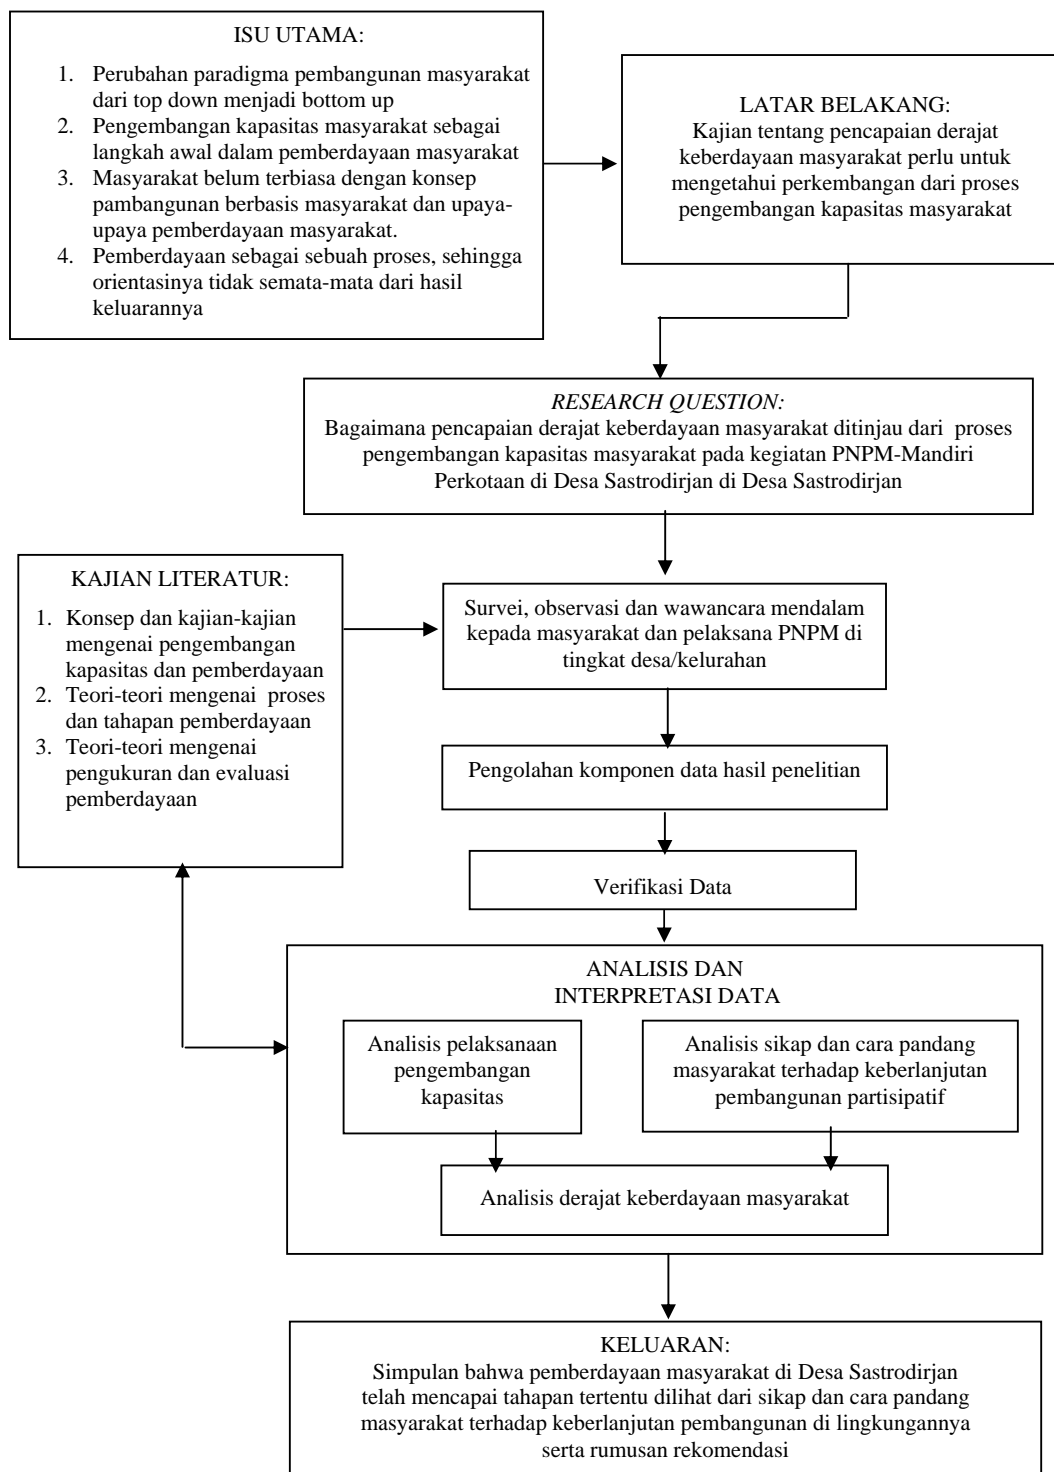 ISU UTAMA:
1. Perubahan paradigma pembangunan masyarakat
dari top down menjadi bottom up
2. Pengembangan kapasitas masyarakat sebagai
langkah awal dalam pemberdayaan masyarakat
3. Masyarakat belum terbiasa dengan konsep
pambangunan berbasis masyarakat dan upaya-
upaya pemberdayaan masyarakat.
4. Pemberdayaan sebagai sebuah proses, sehingga
orientasinya tidak semata-mata dari hasil
keluarannya
LATAR BELAKANG:
Kajian tentang pencapaian derajat
keberdayaan masyarakat perlu untuk
mengetahui perkembangan dari proses
pengembangan kapasitas masyarakat
RESEARCH QUESTION:
Bagaimana pencapaian derajat keberdayaan masyarakat ditinjau dari proses
pengembangan kapasitas masyarakat pada kegiatan PNPM-Mandiri
Perkotaan di Desa Sastrodirjan di Desa Sastrodirjan
KAJIAN LITERATUR:
1. Konsep dan kajian-kajian
mengenai pengembangan
kapasitas dan pemberdayaan
2. Teori-teori mengenai proses
dan tahapan pemberdayaan
3. Teori-teori mengenai
pengukuran dan evaluasi
pemberdayaan
Survei, observasi dan wawancara mendalam
kepada masyarakat dan pelaksana PNPM di
tingkat desa/kelurahan
Pengolahan komponen data hasil penelitian
Verifikasi Data
ANALISIS DAN
INTERPRETASI DATA
Analisis pelaksanaan
pengembangan
kapasitas
Analisis sikap dan cara pandang
masyarakat terhadap keberlanjutan
pembangunan partisipatif
Analisis derajat keberdayaan masyarakat
KELUARAN:
Simpulan bahwa pemberdayaan masyarakat di Desa Sastrodirjan
telah mencapai tahapan tertentu dilihat dari sikap dan cara pandang
masyarakat terhadap keberlanjutan pembangunan di lingkungannya
serta rumusan rekomendasi